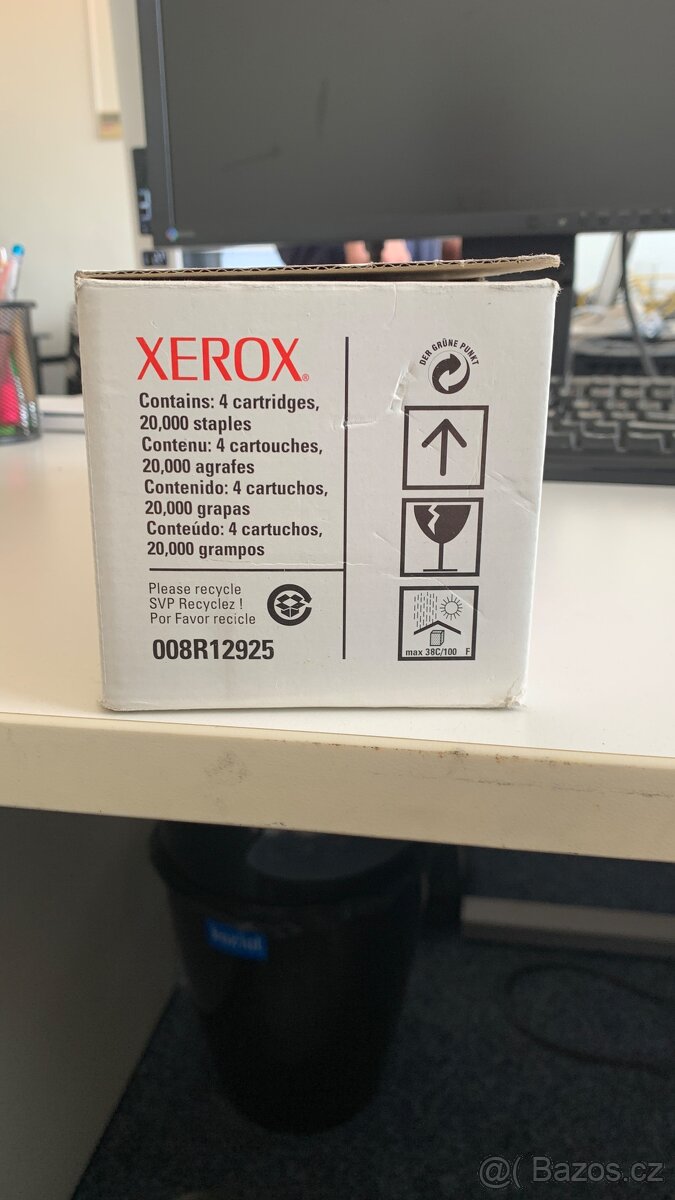 XEROX®
Contains: 4 cartridges,
20,000 staples
Contenu: 4 cartouches,
20,000 agrafes
Contenido: 4 cartuchos,
20,000 grapas
Conteúdo: 4 cartuchos,
20,000 grampos
Please recycle
SVP Recyclez !
Por Favor recicle
008R12925
DER GRÜNE PUNKT
max 38C/100 F
@( Bazos.cz